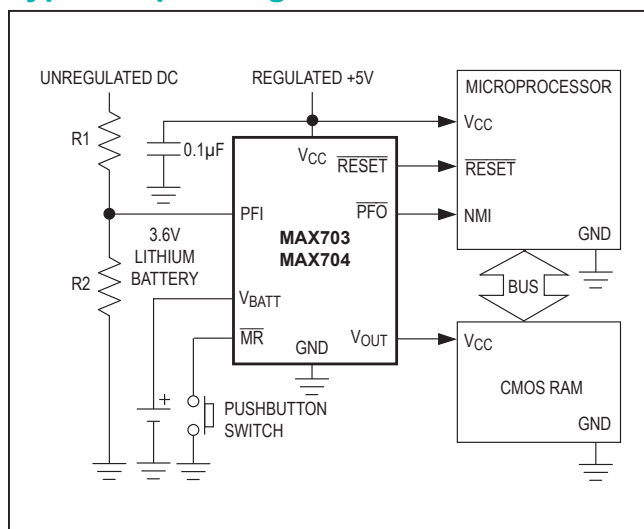 UNREGULATED DC
REGULATED +5V
MICROPROCESSOR
R1
0.1µF
VCC
VCC
RESET
RESET
PFI
PFO
NMI
MAX703
MAX704
3.6V
LITHIUM
BATTERY
GND
R2
BUS
VBATT
MR
GND
VOUT
VCC
CMOS RAM
+
PUSHBUTTON
SWITCH
GND